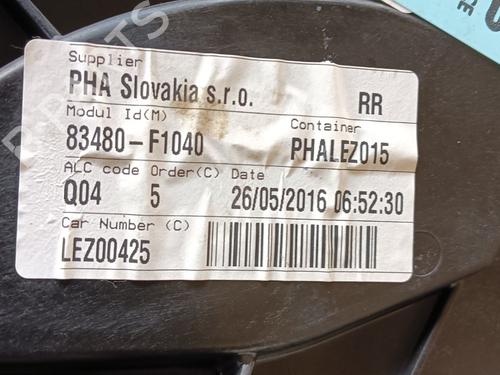 Supplier
PHA Slovakia s.r.o. RR
Modul Id(M) Container
83480-F1040 PHALEZ015
ALC code Order(C) Date
Q04 5 26/05/2016 06:52:30
Car Number (C)
LEZ00425